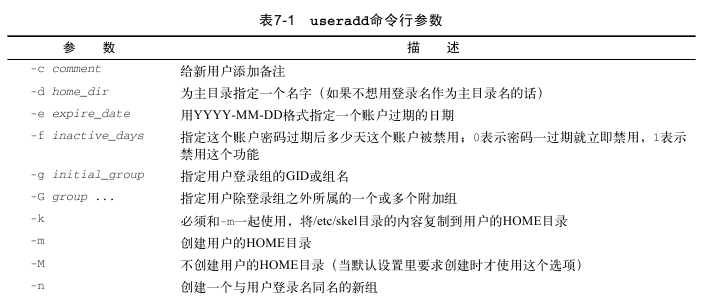 表7-1 useradd命令行参数
参 数 描 述
-c comment 给新用户添加备注
-d home_dir 为主目录指定一个名字（如果不想用登录名作为主目录名的话）
-e expire_date 用YYYY-MM-DD格式指定一个账户过期的日期
-f inactive_days 指定这个账户密码过期后多少天这个账户被禁用；0表示密码一过期就立即禁用，1表示
禁用这个功能
-g initial_group 指定用户登录组的GID或组名
-G group ... 指定用户除登录组之外所属的一个或多个附加组
-k 必须和-m一起使用，将/etc/skel目录的内容复制到用户的HOME目录
-m 创建用户的HOME目录
-M 不创建用户的HOME目录（当默认设置里要求创建时才使用这个选项）
-n 创建一个与用户登录名同名的新组